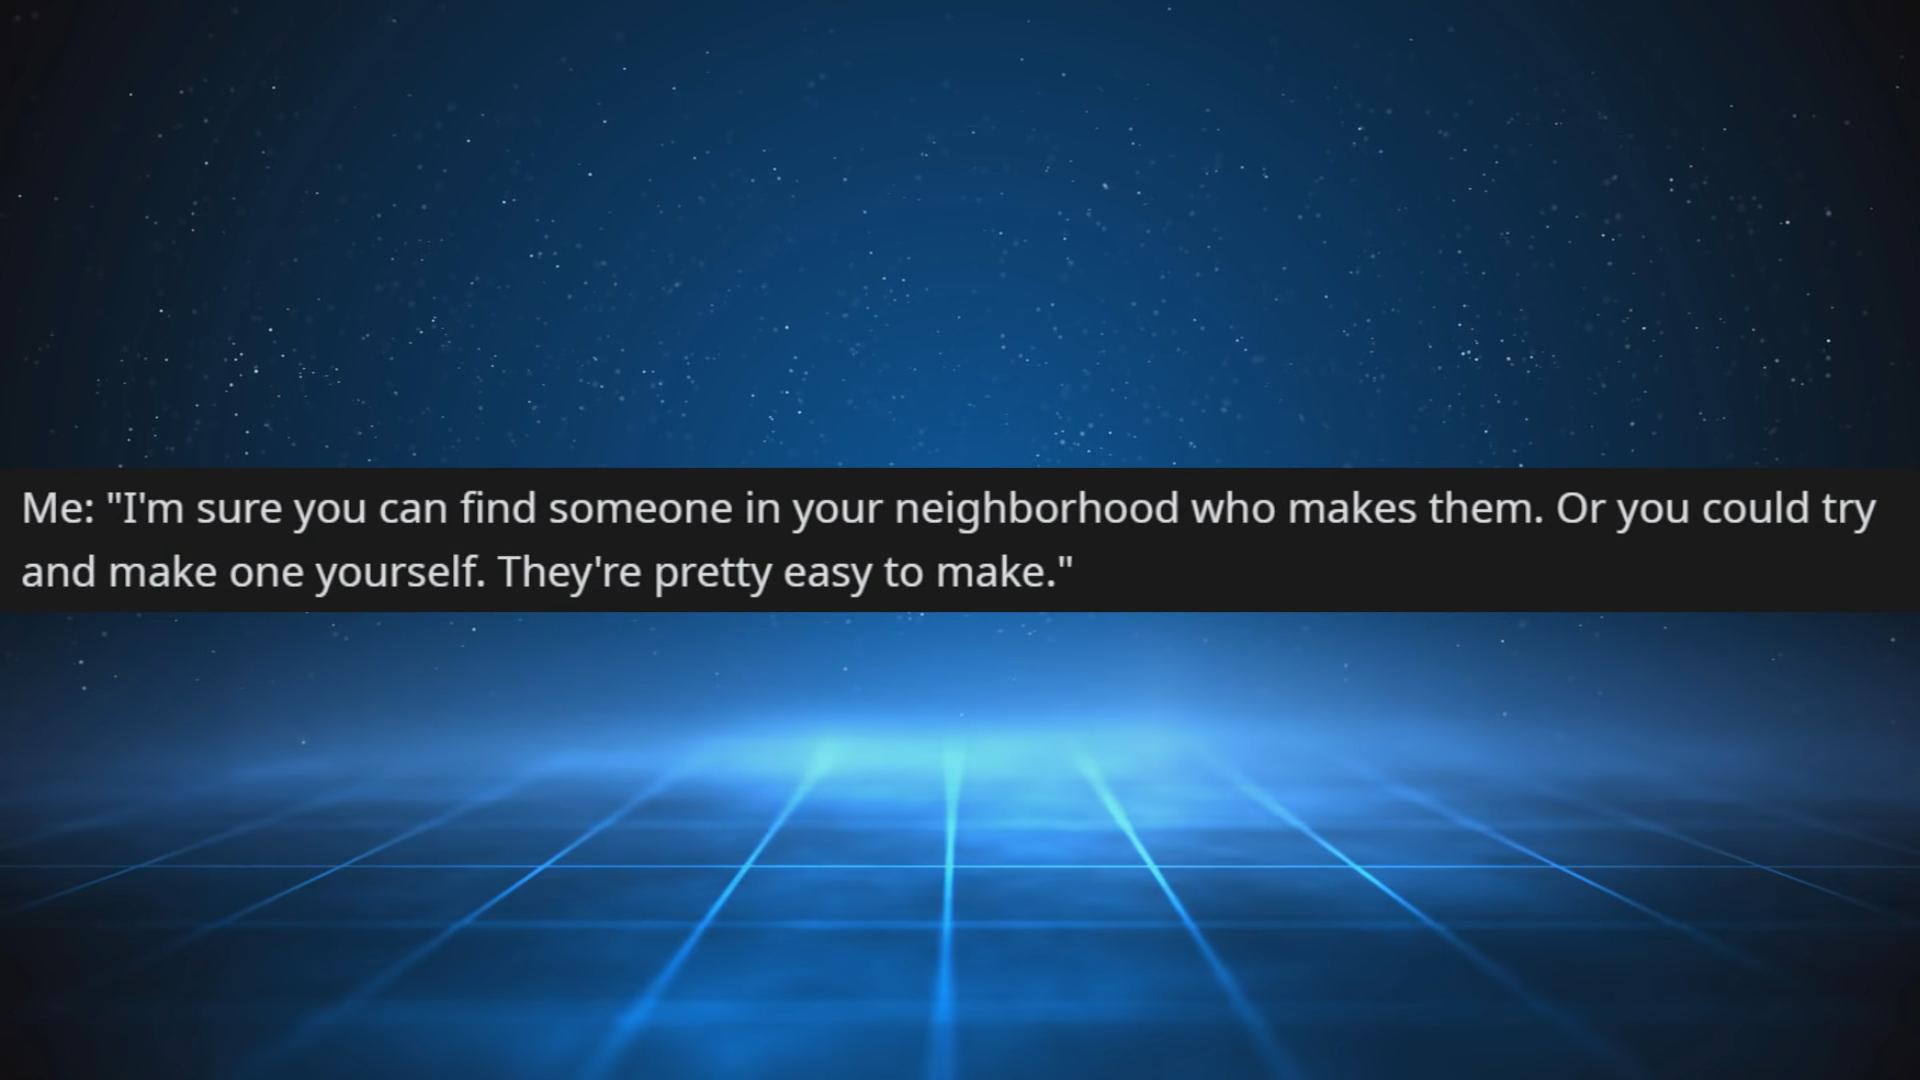 Me: "I'm sure you can find someone in your neighborhood who makes them. Or you could try
and make one yourself. They're pretty easy to make."